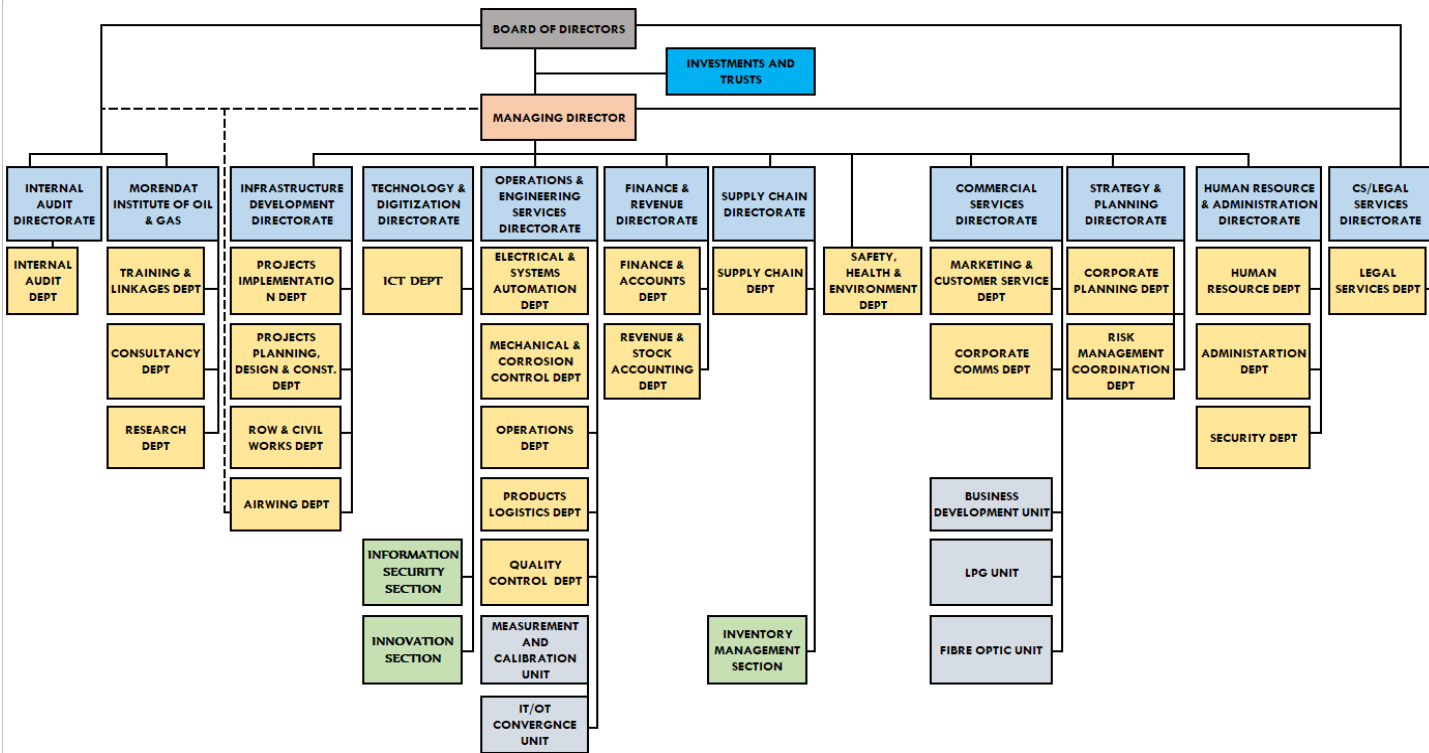 BOARD OF DIRECTORS
INVESTMENTS AND
TRUSTS
MANAGING DIRECTOR
INTERNAL
AUDIT
DIRECTORATE
MORENDAT
INSTITUTE OF OIL
& GAS
INFRASTRUCTURE
DEVELOPMENT
DIRECTORATE
TECHNOLOGY &
DIGITIZATION
DIRECTORATE
OPERATIONS &
ENGINEERING
SERVICES
DIRECTORATE
FINANCE &
REVENUE
DIRECTORATE
SUPPLY CHAIN
DIRECTORATE
COMMERCIAL
SERVICES
DIRECTORATE
STRATEGY &
PLANNING
DIRECTORATE
HUMAN RESOURCE
& ADMINISTRATION
DIRECTORATE
CS/LEGAL
SERVICES
DIRECTORATE
INTERNAL
AUDIT
DEPT
TRAINING &
LINKAGES DEPT
PROJECTS
IMPLEMENTATIO
N DEPT
ICT DEPT
ELECTRICAL &
SYSTEMS
AUTOMATION
DEPT
FINANCE &
ACCOUNTS
DEPT
SUPPLY CHAIN
DEPT
SAFETY,
HEALTH &
ENVIRONMENT
DEPT
MARKETING &
CUSTOMER SERVICE
DEPT
CORPORATE
PLANNING DEPT
HUMAN
RESOURCE DEPT
LEGAL
SERVICES DEPT
CONSULTANCY
DEPT
PROJECTS
PLANNING,
DESIGN & CONST.
DEPT
MECHANICAL &
CORROSION
CONTROL DEPT
REVENUE &
STOCK
ACCOUNTING
DEPT
CORPORATE
COMMS DEPT
RISK
MANAGEMENT
COORDINATION
DEPT
ADMINISTARTION
DEPT
RESEARCH
DEPT
ROW & CIVIL
WORKS DEPT
OPERATIONS
DEPT
SECURITY DEPT
AIRWING DEPT
PRODUCTS
LOGISTICS DEPT
BUSINESS
DEVELOPMENT UNIT
INFORMATION
SECURITY
SECTION
QUALITY
CONTROL DEPT
LPG UNIT
INNOVATION
SECTION
MEASUREMENT
AND
CALIBRATION
UNIT
INVENTORY
MANAGEMENT
SECTION
FIBRE OPTIC UNIT
IT/OT
CONVERGNCE
UNIT